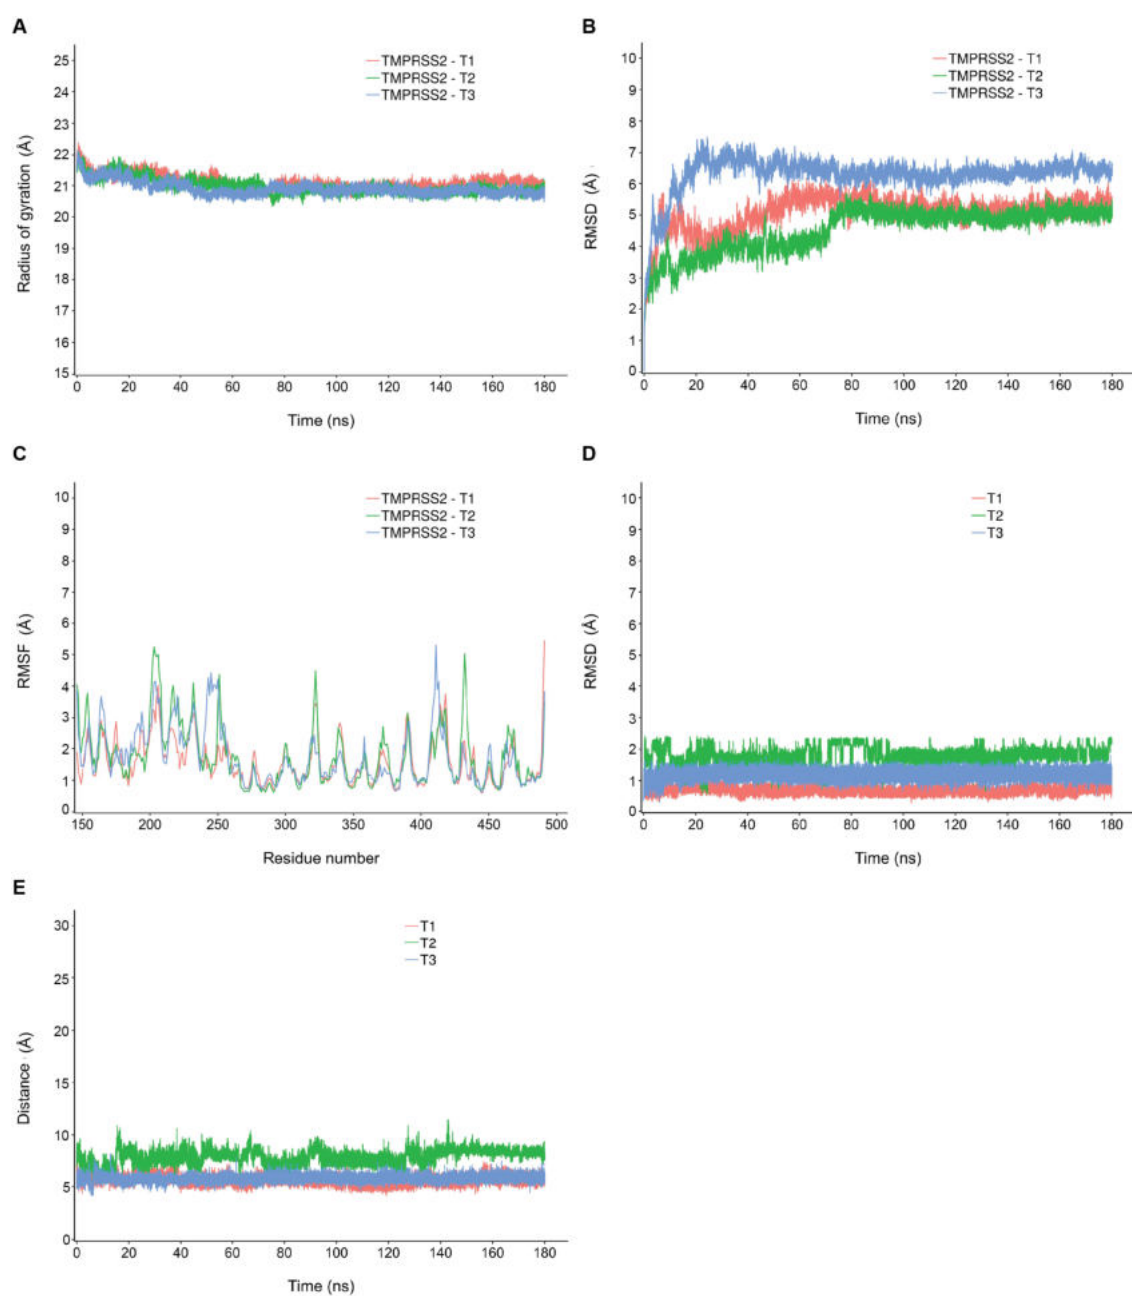 A
25
24
23
22
21
20
19
18
17
16
15
Radius of gyration (Å)
TMPRSS2 - T1
TMPRSS2 - T2
TMPRSS2 - T3
0 20 40 60 80 100 120 140 160 180
Time (ns)
B
10
9
8
7
6
5
4
3
2
1
0
RMSD (Å)
TMPRSS2 - T1
TMPRSS2 - T2
TMPRSS2 - T3
0 20 40 60 80 100 120 140 160 180
Time (ns)
C
10
9
8
7
6
5
4
3
2
1
0
RMSF (Å)
TMPRSS2 - T1
TMPRSS2 - T2
TMPRSS2 - T3
150 200 250 300 350 400 450 500
Residue number
D
10
9
8
7
6
5
4
3
2
1
0
RMSD (Å)
T1
T2
T3
0 20 40 60 80 100 120 140 160 180
Time (ns)
E
30
25
20
15
10
5
0
Distance (Å)
T1
T2
T3
0 20 40 60 80 100 120 140 160 180
Time (ns)